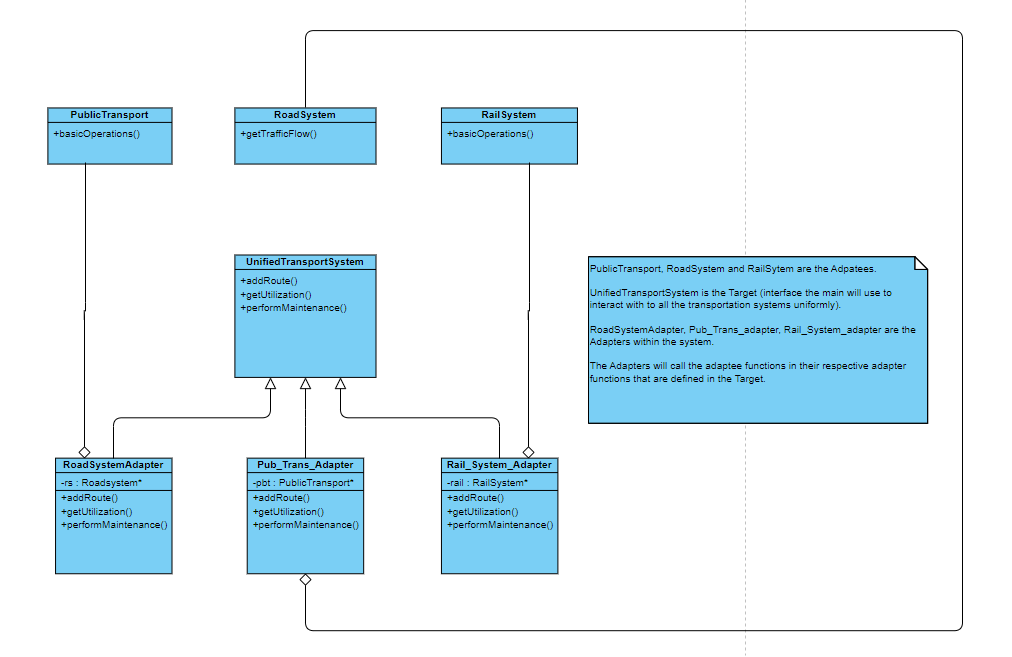 PublicTransport
+basicOperations()
RoadSystem
+getTrafficFlow()
RailSystem
+basicOperations()
UnifiedTransportSystem
+addRoute()
+getUtilization()
+performMaintenance()
PublicTransport, RoadSystem and RailSytem are the Adpatees.
UnifiedTransportSystem is the Target (interface the main will use to
interact with to all the transportation systems uniformly).
RoadSystemAdapter, Pub_Trans_adapter, Rail_System_adapter are the
Adapters within the system.
The Adapters will call the adaptee functions in their respective adapter
functions that are defined in the Target.
RoadSystemAdapter
-rs : Roadsystem*
+addRoute()
+getUtilization()
+performMaintenance()
Pub_Trans_Adapter
-pbt : PublicTransport*
+addRoute()
+getUtilization()
+performMaintenance()
Rail_System_Adapter
-rail : RailSystem*
+addRoute()
+getUtilization()
+performMaintenance()